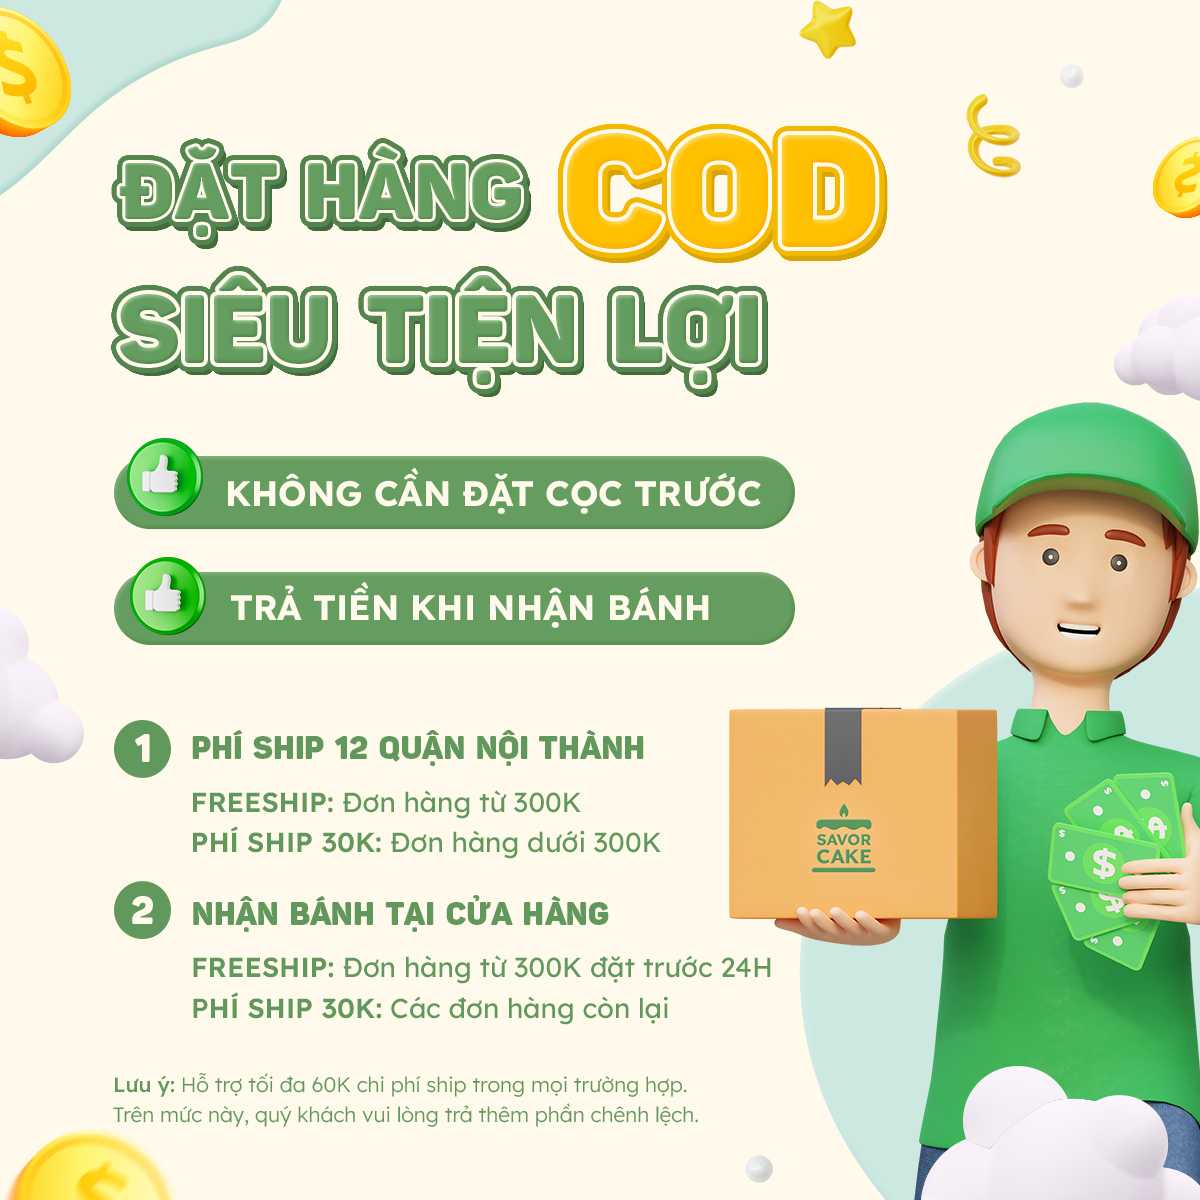 ĐẶT HÀNG COD
SIÊU TIỆN LỢI
KHÔNG CẦN ĐẶT CỌC TRƯỚC
TRẢ TIỀN KHI NHẬN BÁNH
1 PHÍ SHIP 12 QUẬN NỘI THÀNH
FREESHIP: Đơn hàng từ 300K
PHÍ SHIP 30K: Đơn hàng dưới 300K
SAVOR
CAKE
2 NHẬN BÁNH TẠI CỬA HÀNG
FREESHIP: Đơn hàng từ 300K đặt trước 24H
PHÍ SHIP 30K: Các đơn hàng còn lại
Lưu ý: Hỗ trợ tối đa 60K chi phí ship trong mọi trường hợp.
Trên mức này, quý khách vui lòng trả thêm phần chênh lệch.